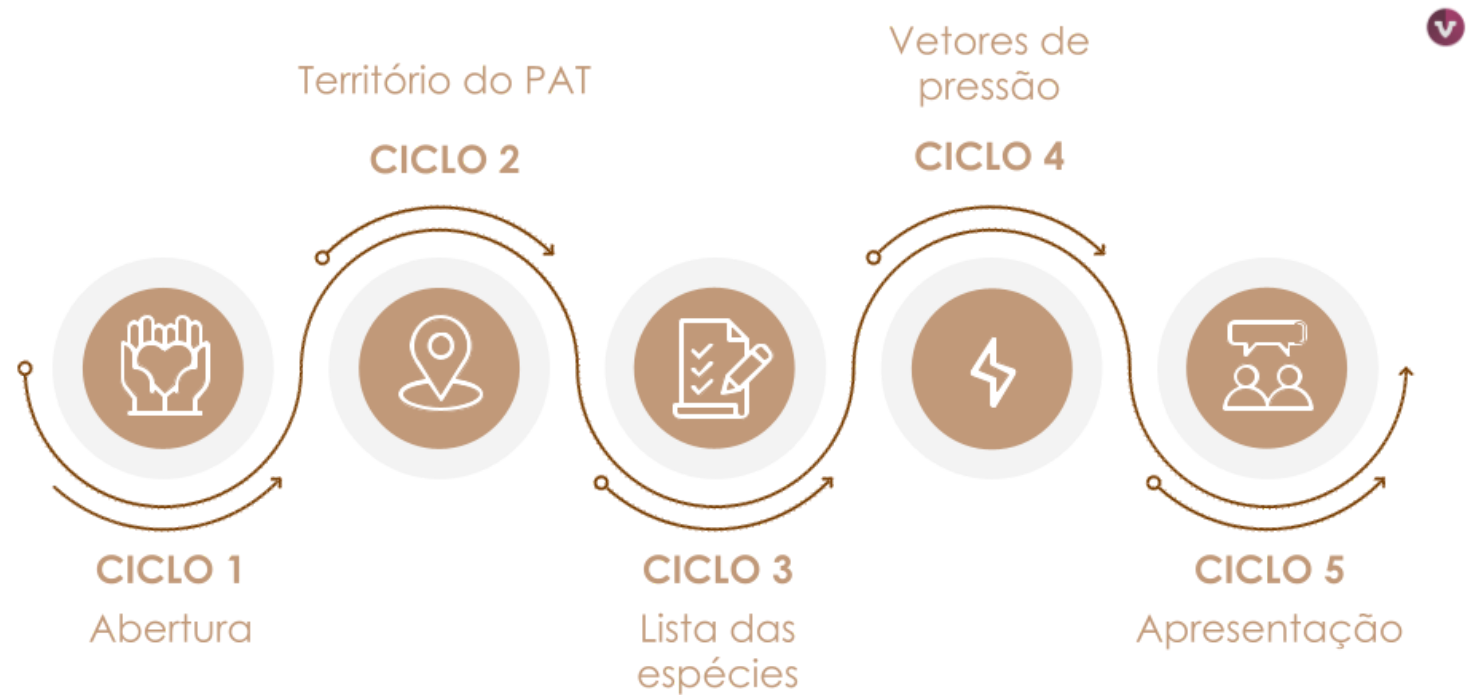 CICLO 1
Abertura
Território do PAT
CICLO 2
CICLO 3
Lista das
espécies
Vetores de
pressão
CICLO 4
CICLO 5
Apresentação
V